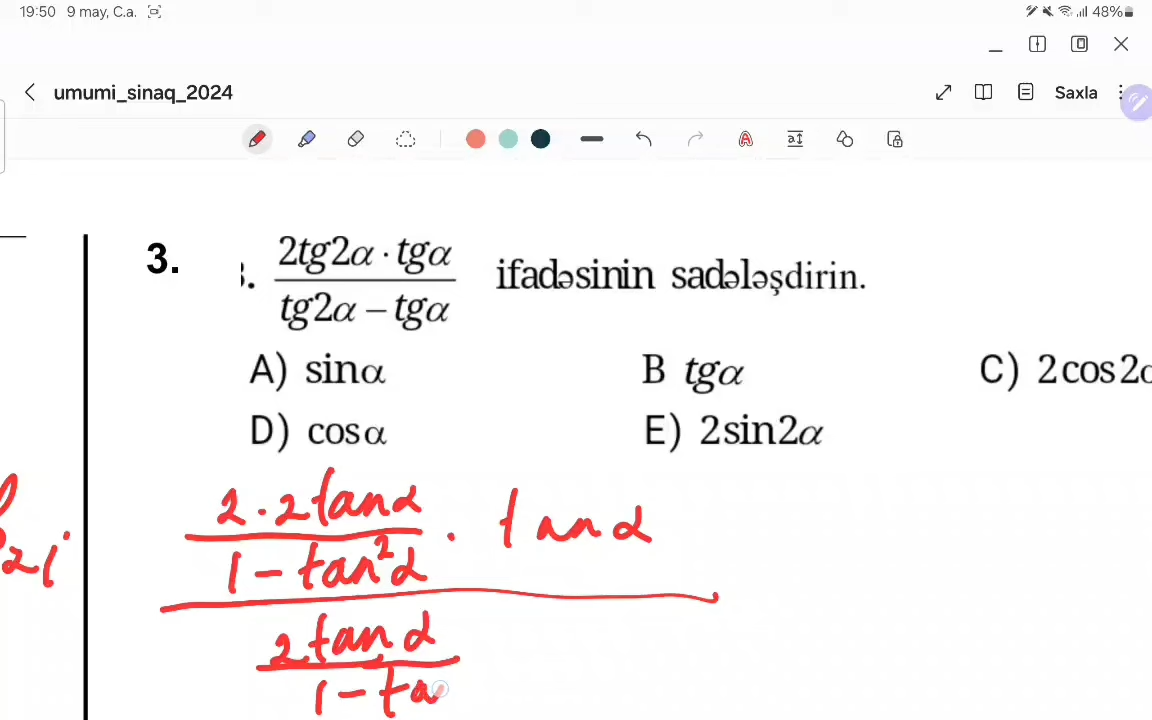 19:50 9 may, C.a. 48%
umumi_sinaq_2024 Saxla
3. 3. 2tg2α · tgα / tg2α − tgα ifadəsinin sadələşdirin.
A) sinα B tgα C) 2cos2α
D) cosα E) 2sin2α
2·2tanα / 1−tan²α · tanα
2tanα / 1−ta